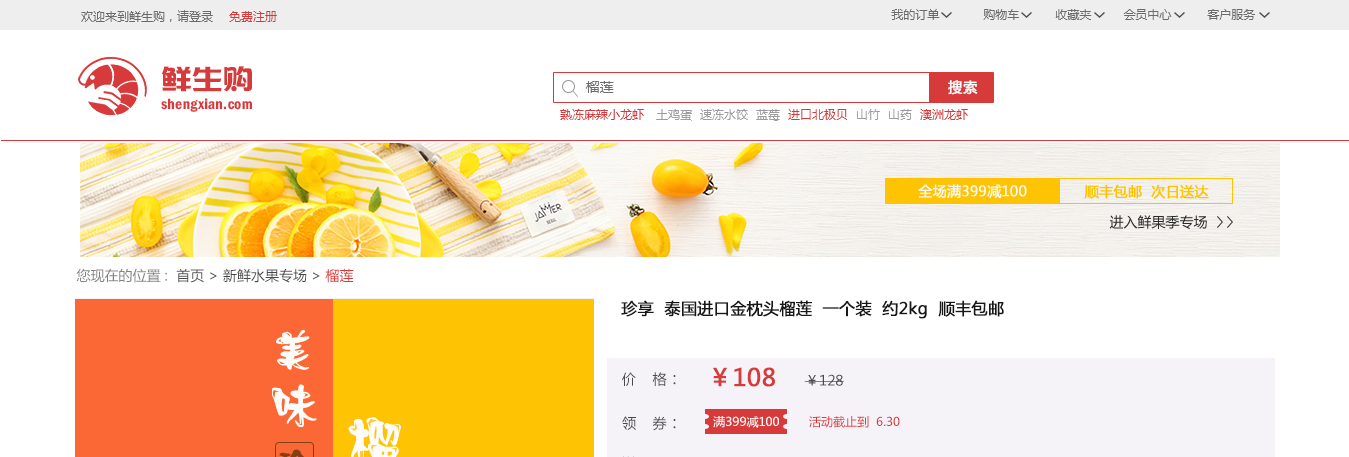 欢迎来到鲜生购，请登录 免费注册 我的订单 购物车 收藏夹 会员中心 客户服务
鲜生购
shengxian.com
榴莲 搜索
熟冻麻辣小龙虾 土鸡蛋 速冻水饺 蓝莓 进口北极贝 山竹 山药 澳洲龙虾
JAMMER
全场满399减100 顺丰包邮 次日送达
进入鲜果季专场 >>
您现在的位置： 首页 > 新鲜水果专场 > 榴莲
珍享 泰国进口金枕头榴莲 一个装 约2kg 顺丰包邮
美味
榴
价 格： ￥108 ￥128
领 券： 满399减100 活动截止到 6.30